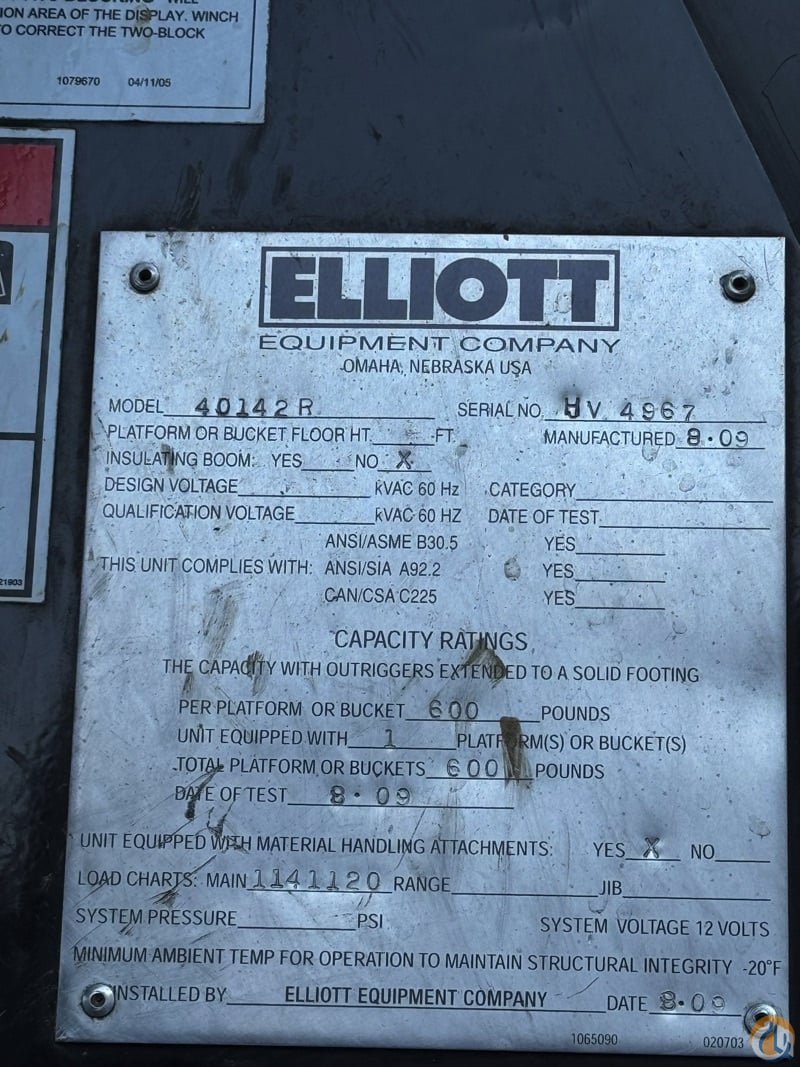 ION AREA OF THE DISPLAY. WINCH
TO CORRECT THE TWO-BLOCK
1079670 04/11/05
21903
ELLIOTT
EQUIPMENT COMPANY
OMAHA, NEBRASKA USA
MODEL 40142R SERIAL NO. HV 4967
PLATFORM OR BUCKET FLOOR HT. FT. MANUFACTURED 8·09
INSULATING BOOM: YES NO X
DESIGN VOLTAGE kVAC 60 Hz CATEGORY
QUALIFICATION VOLTAGE kVAC 60 HZ DATE OF TEST
ANSI/ASME B30.5 YES
THIS UNIT COMPLIES WITH: ANSI/SIA A92.2 YES
CAN/CSA C225 YES
CAPACITY RATINGS
THE CAPACITY WITH OUTRIGGERS EXTENDED TO A SOLID FOOTING
PER PLATFORM OR BUCKET 600 POUNDS
UNIT EQUIPPED WITH 1 PLATFORM(S) OR BUCKET(S)
TOTAL PLATFORM OR BUCKETS 600 POUNDS
DATE OF TEST 8·09
UNIT EQUIPPED WITH MATERIAL HANDLING ATTACHMENTS: YES X NO
LOAD CHARTS: MAIN 1141120 RANGE JIB
SYSTEM PRESSURE PSI SYSTEM VOLTAGE 12 VOLTS
MINIMUM AMBIENT TEMP FOR OPERATION TO MAINTAIN STRUCTURAL INTEGRITY -20°F
INSTALLED BY ELLIOTT EQUIPMENT COMPANY DATE 8·09
1065090 020703